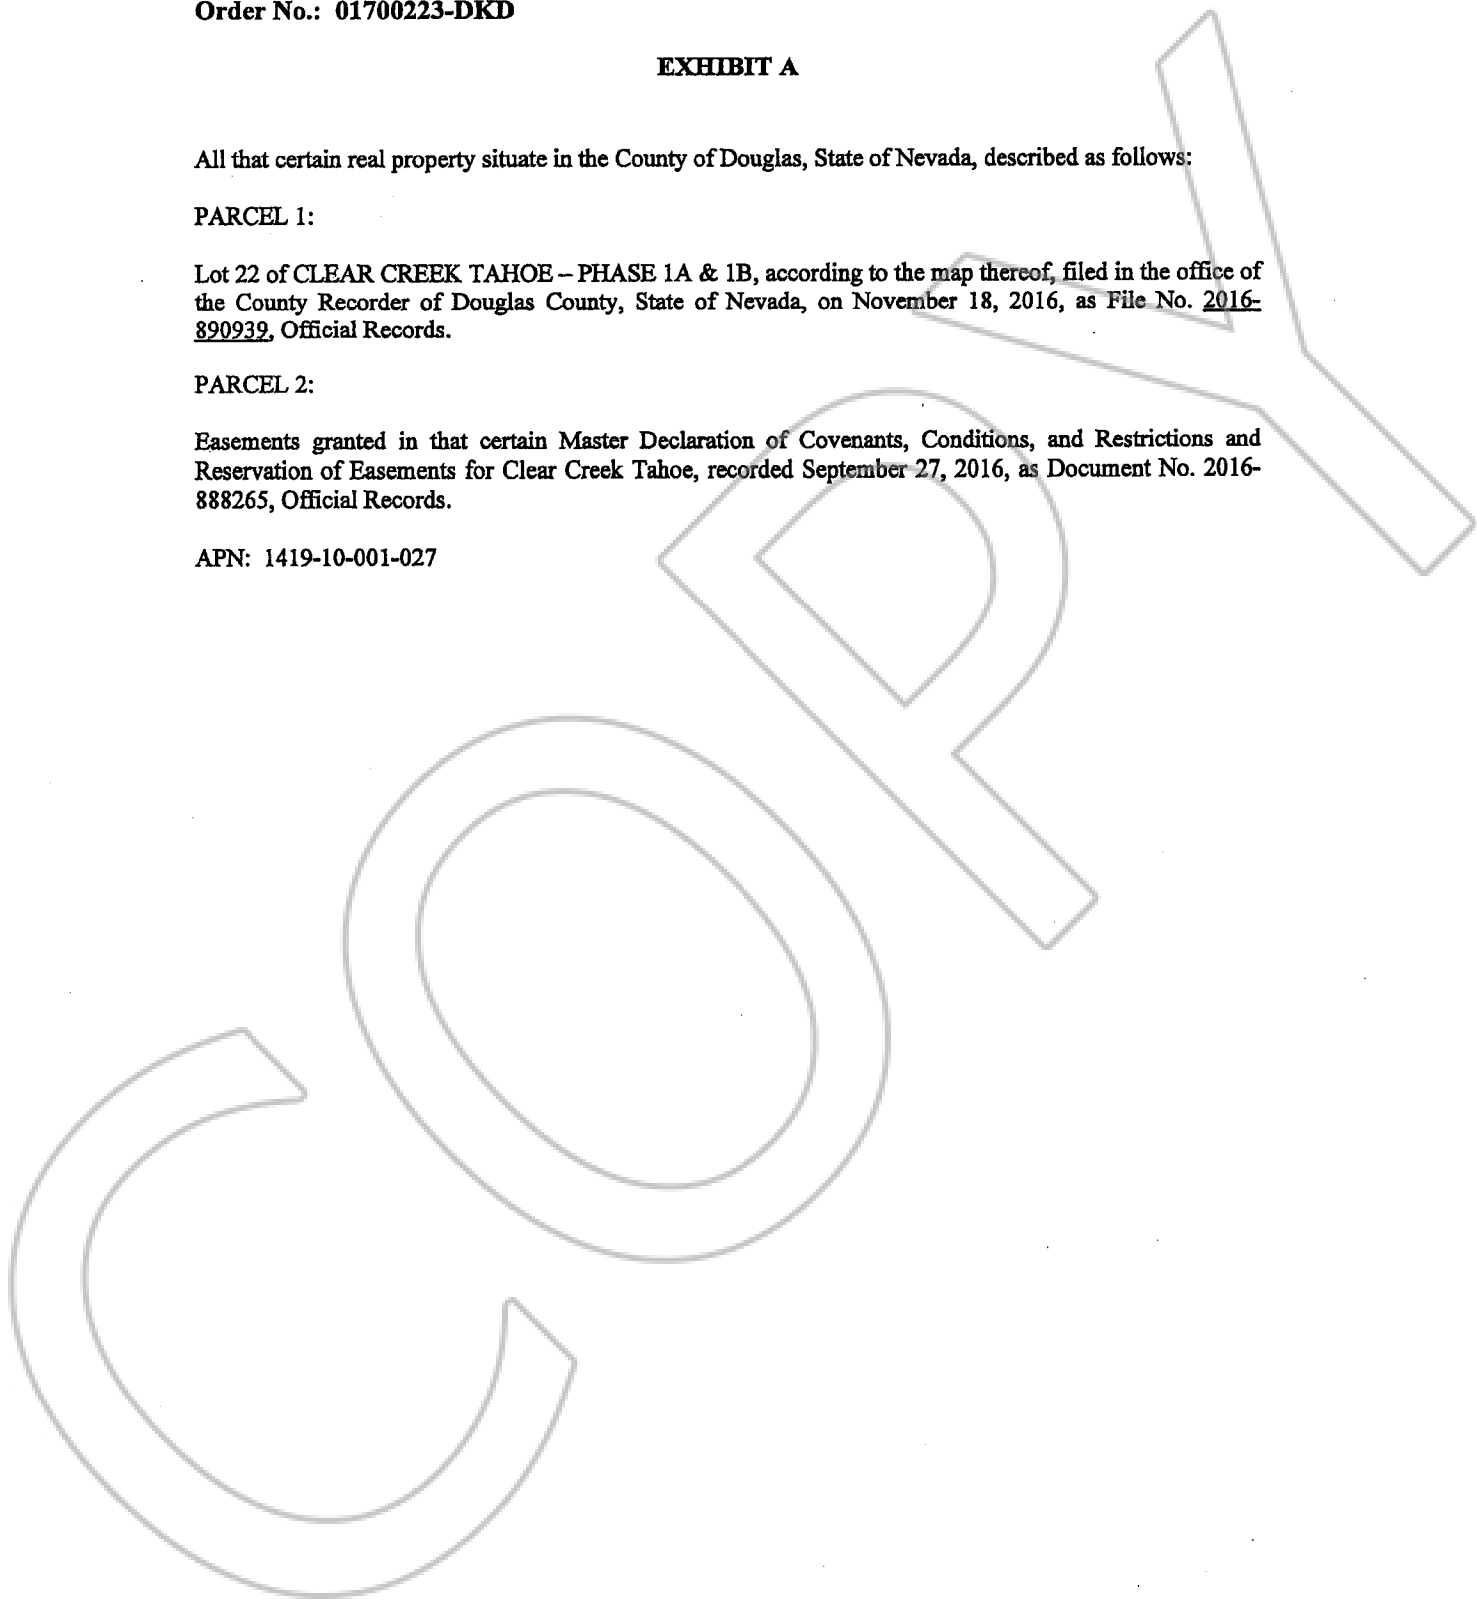 Order No.: 01700223-DKD
EXHIBIT A
All that certain real property situate in the County of Douglas, State of Nevada, described as follows:
PARCEL 1:
Lot 22 of CLEAR CREEK TAHOE – PHASE 1A & 1B, according to the map thereof, filed in the office of
the County Recorder of Douglas County, State of Nevada, on November 18, 2016, as File No. 2016-
890939, Official Records.
PARCEL 2:
Easements granted in that certain Master Declaration of Covenants, Conditions, and Restrictions and
Reservation of Easements for Clear Creek Tahoe, recorded September 27, 2016, as Document No. 2016-
888265, Official Records.
APN: 1419-10-001-027
COPY